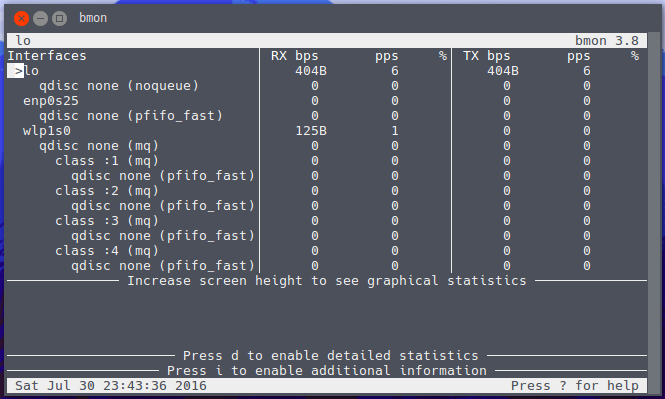 bmon
lo bmon 3.8
Interfaces RX bps pps % TX bps pps %
>lo 404B 6 404B 6
qdisc none (noqueue) 0 0 0 0
enp0s25 0 0 0 0
qdisc none (pfifo_fast) 0 0 0 0
wlp1s0 125B 1 0 0
qdisc none (mq) 0 0 0 0
class :1 (mq) 0 0 0 0
qdisc none (pfifo_fast) 0 0 0 0
class :2 (mq) 0 0 0 0
qdisc none (pfifo_fast) 0 0 0 0
class :3 (mq) 0 0 0 0
qdisc none (pfifo_fast) 0 0 0 0
class :4 (mq) 0 0 0 0
qdisc none (pfifo_fast) 0 0 0 0
Increase screen height to see graphical statistics
Press d to enable detailed statistics
Press i to enable additional information
Sat Jul 30 23:43:36 2016 Press ? for help